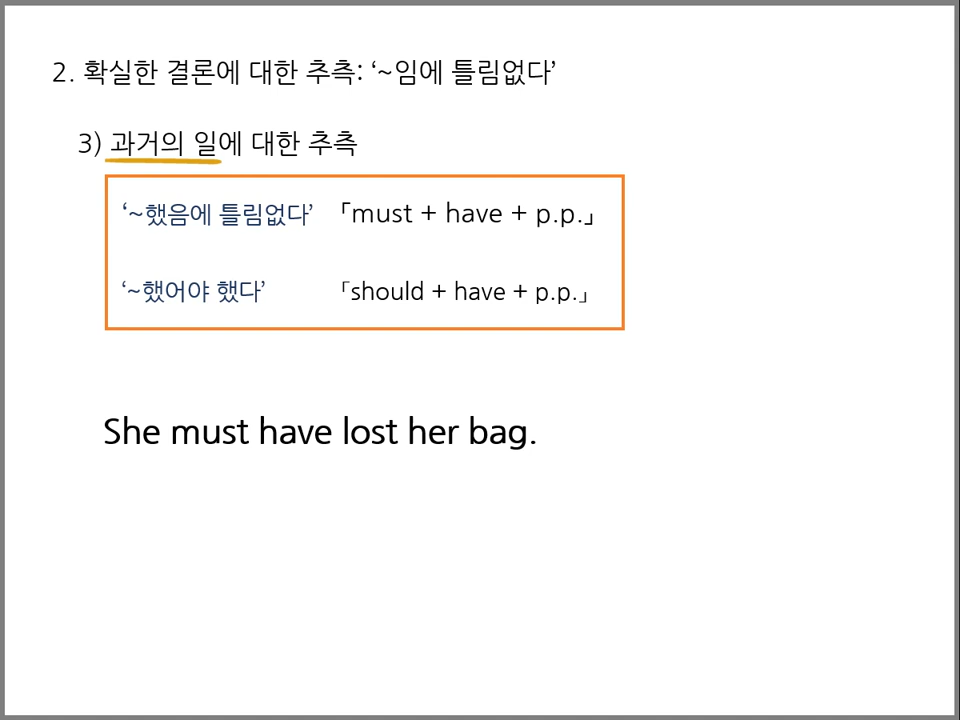 2. 확실한 결론에 대한 추측: ‘~임에 틀림없다’
3) 과거의 일에 대한 추측
‘~했음에 틀림없다’ 「must + have + p.p.」
‘~했어야 했다’ 「should + have + p.p.」
She must have lost her bag.